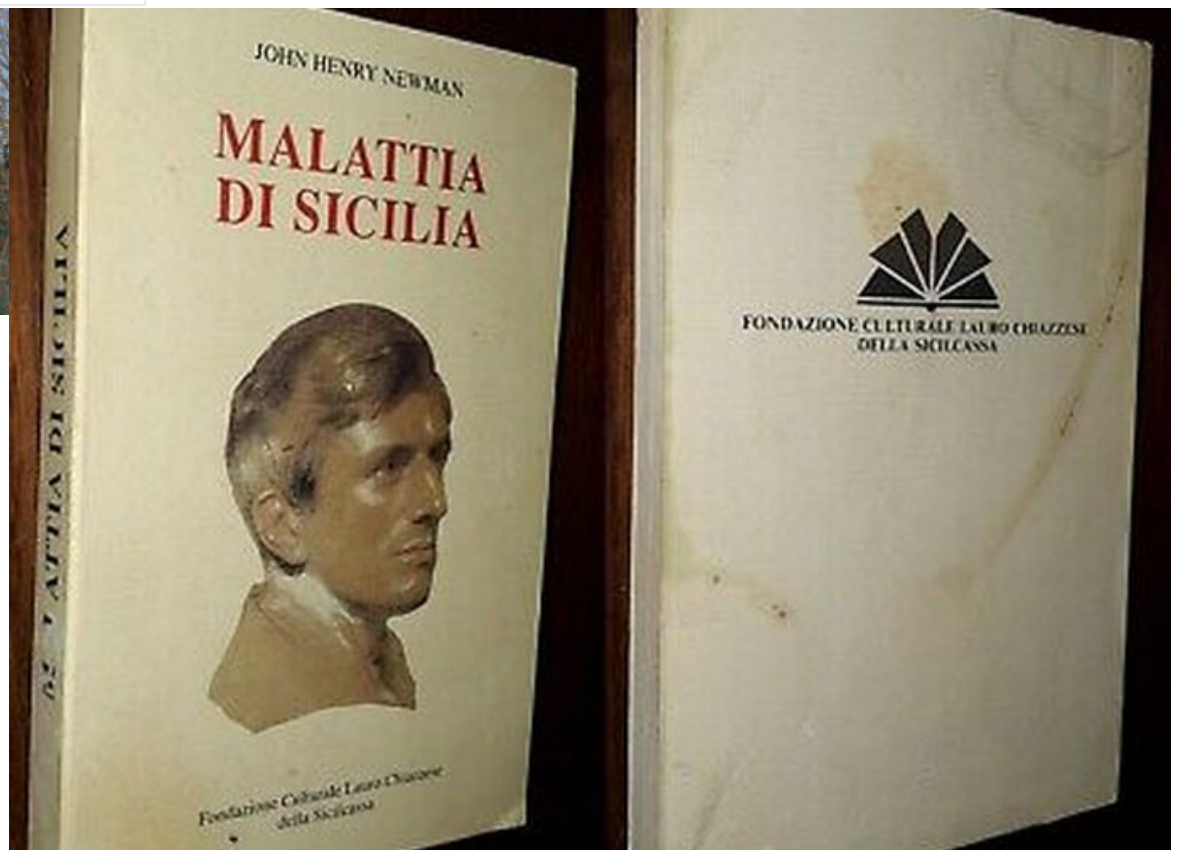 JOHN HENRY NEWMAN
MALATTIA
DI SICILIA
Fondazione Culturale Lauro Chiazzese
della Sicilcassa
ATTIA DI SICILIA
FONDAZIONE CULTURALE LAURO CHIAZZESE
DELLA SICILCASSA